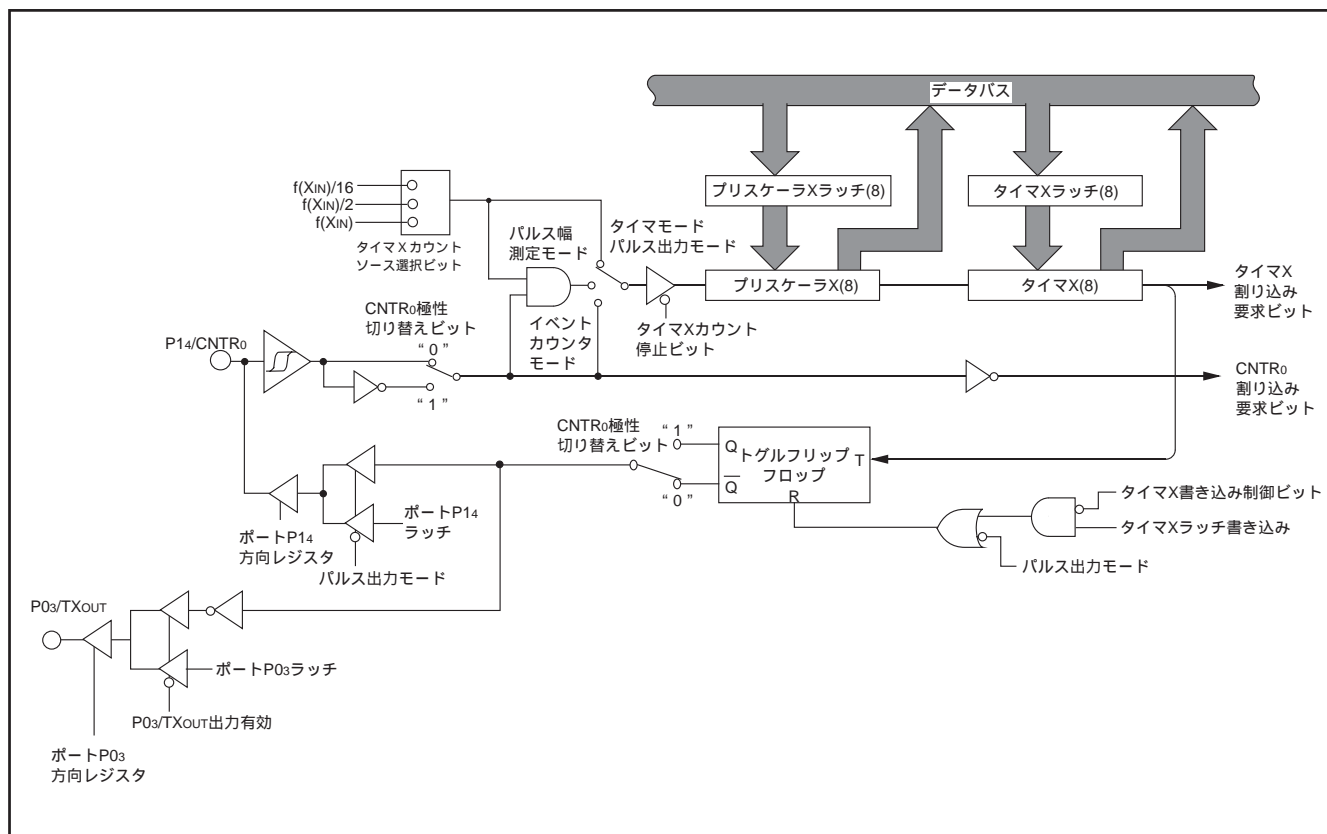 データバス
f(XIN)/16
f(XIN)/2
f(XIN)
タイマXカウント
ソース選択ビット
プリスケーラXラッチ(8)
タイマXラッチ(8)
パルス幅
測定モード
タイマモード
パルス出力モード
プリスケーラX(8)
タイマX(8)
タイマX
割り込み
要求ビット
CNTR0極性
切り替えビット
イベント
カウンタ
モード
タイマXカウント
停止ビット
P14/CNTR0
“0”
“1”
CNTR0
割り込み
要求ビット
CNTR0極性
切り替えビット
“1”
“0”
Q
トグルフリップ
フロップ
T
Q
R
タイマX書き込み制御ビット
タイマXラッチ書き込み
パルス出力モード
ポートP14
ラッチ
ポートP14
方向レジスタ
パルス出力モード
P03/TXOUT
ポートP03ラッチ
P03/TXOUT出力有効
ポートP03
方向レジスタ